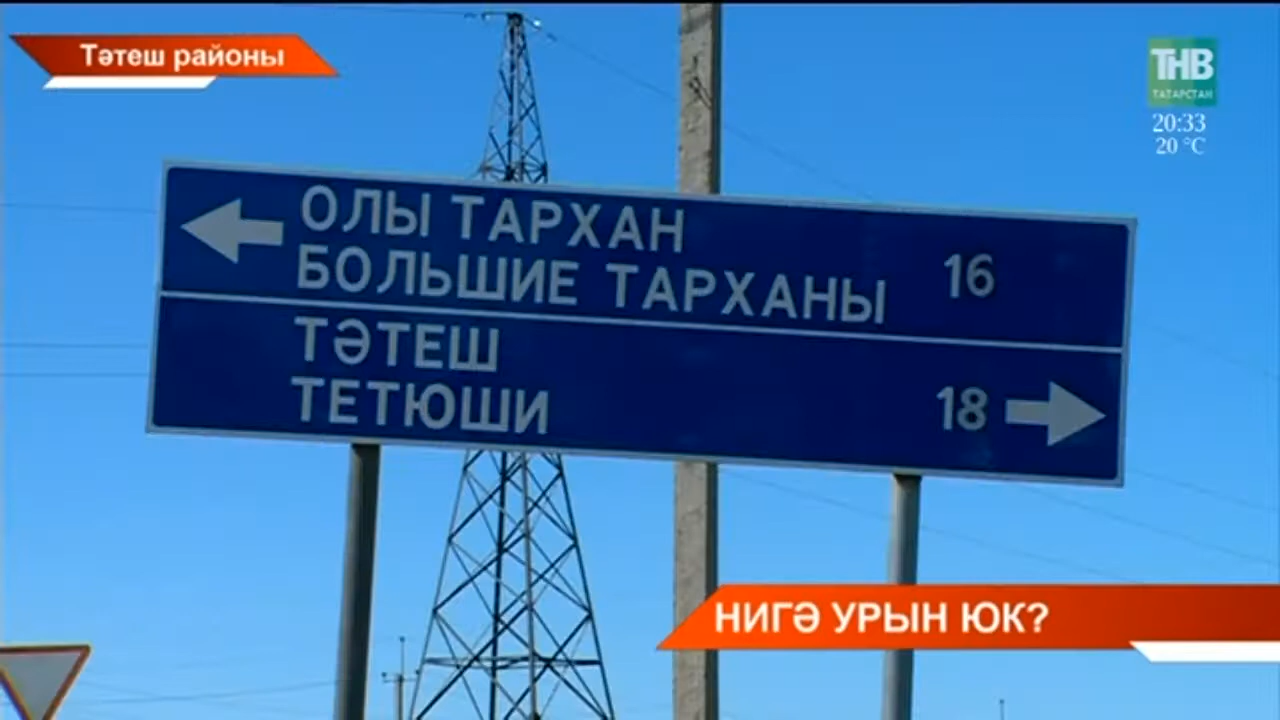 Тәтеш районы
ТНВ
ТАТАРСТАН
20:33
20 °C
ОЛЫ ТАРХАН
БОЛЬШИЕ ТАРХАНЫ 16
ТӘТЕШ
ТЕТЮШИ 18
НИГӘ УРЫН ЮК?